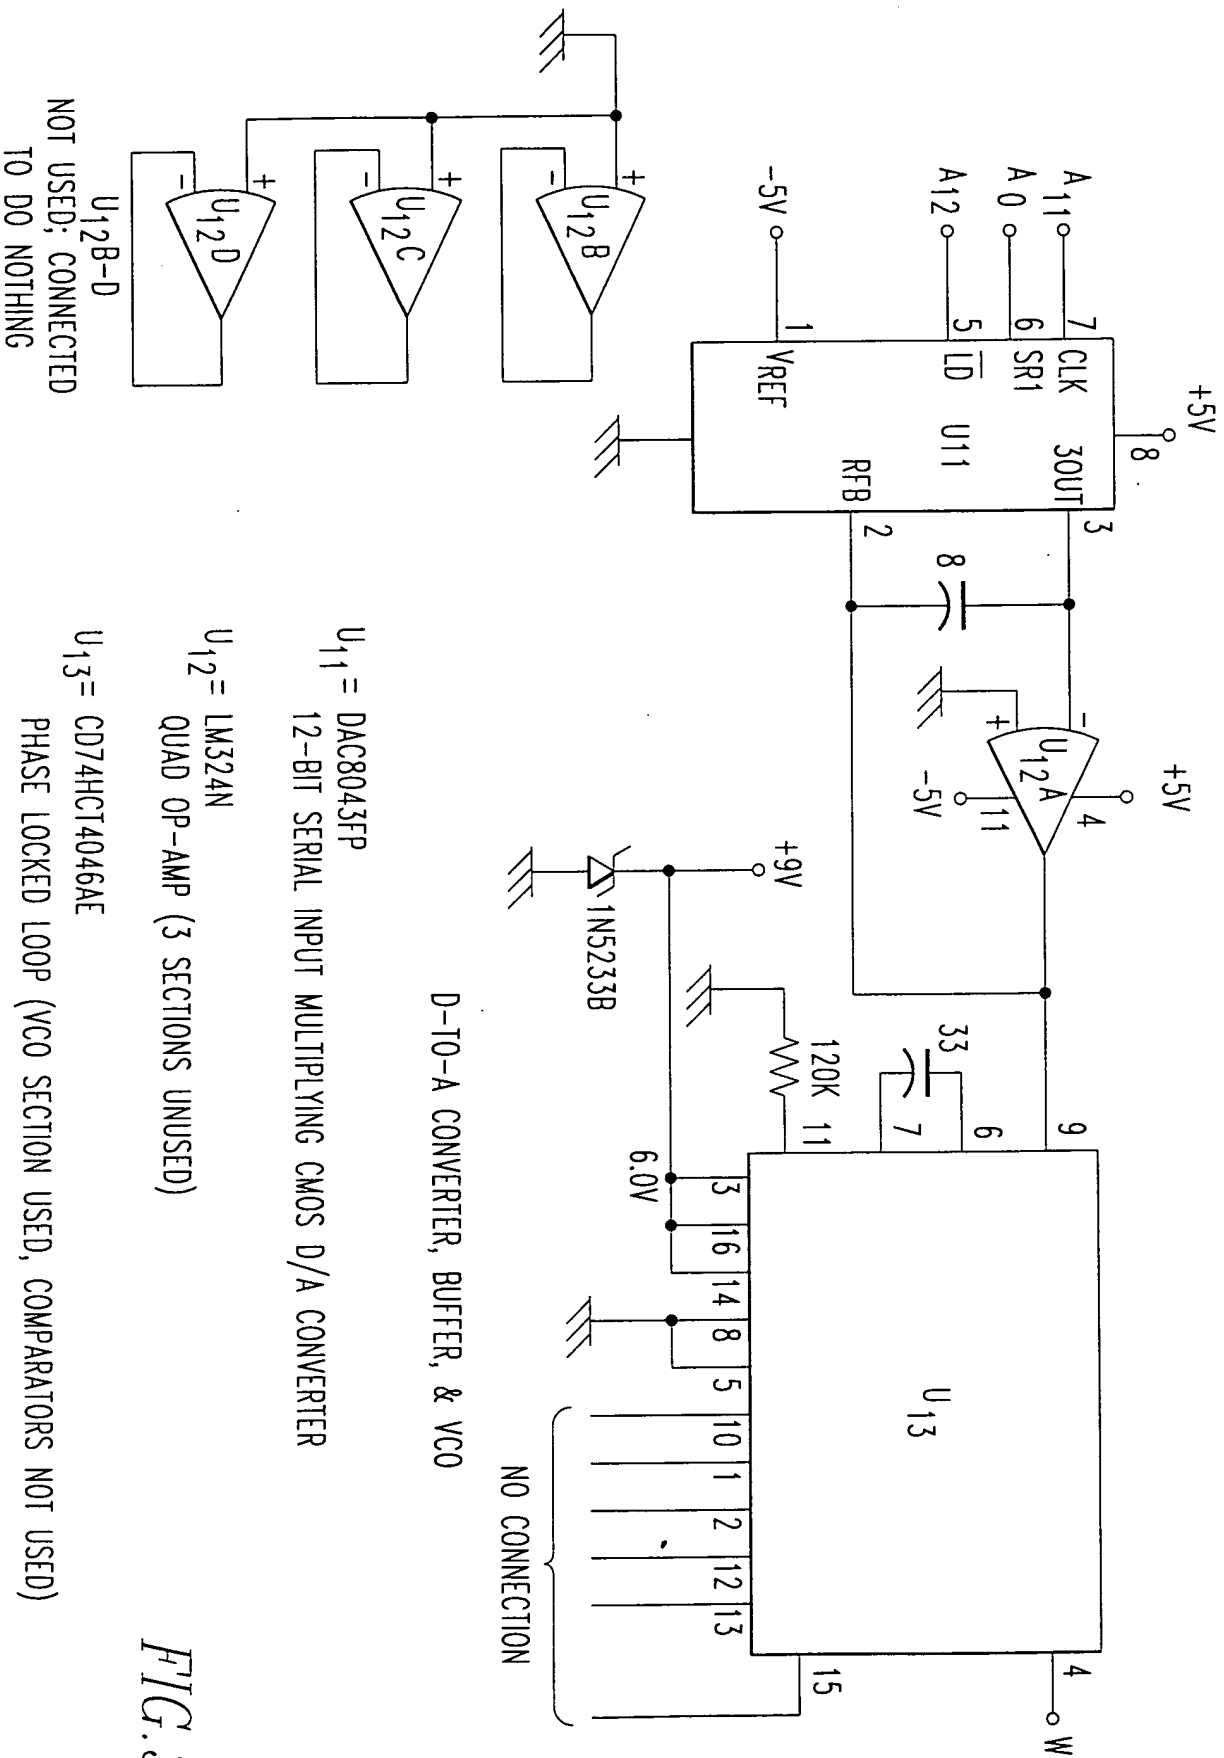 +5V
8
A11
A0
A12
-5V
7
6
5
1
CLK
SR1
LD
VREF
U11
3OUT
RFB
3
2
8
-
+
U12A
+5V
4
-5V
11
9
6
7
33
11
120K
+9V
1N5233B
6.0V
3
16
14
8
5
10
1
2
12
13
15
4
W
U13
NO CONNECTION
+
-
U12B
+
-
U12C
+
-
U12D
U12B-D
NOT USED; CONNECTED
TO DO NOTHING
D-TO-A CONVERTER, BUFFER, & VCO
U11= DAC8043FP
12-BIT SERIAL INPUT MULTIPLYING CMOS D/A CONVERTER
U12= LM324N
QUAD OP-AMP (3 SECTIONS UNUSED)
U13= CD74HCT4046AE
PHASE LOCKED LOOP (VCO SECTION USED, COMPARATORS NOT USED)
FIG.